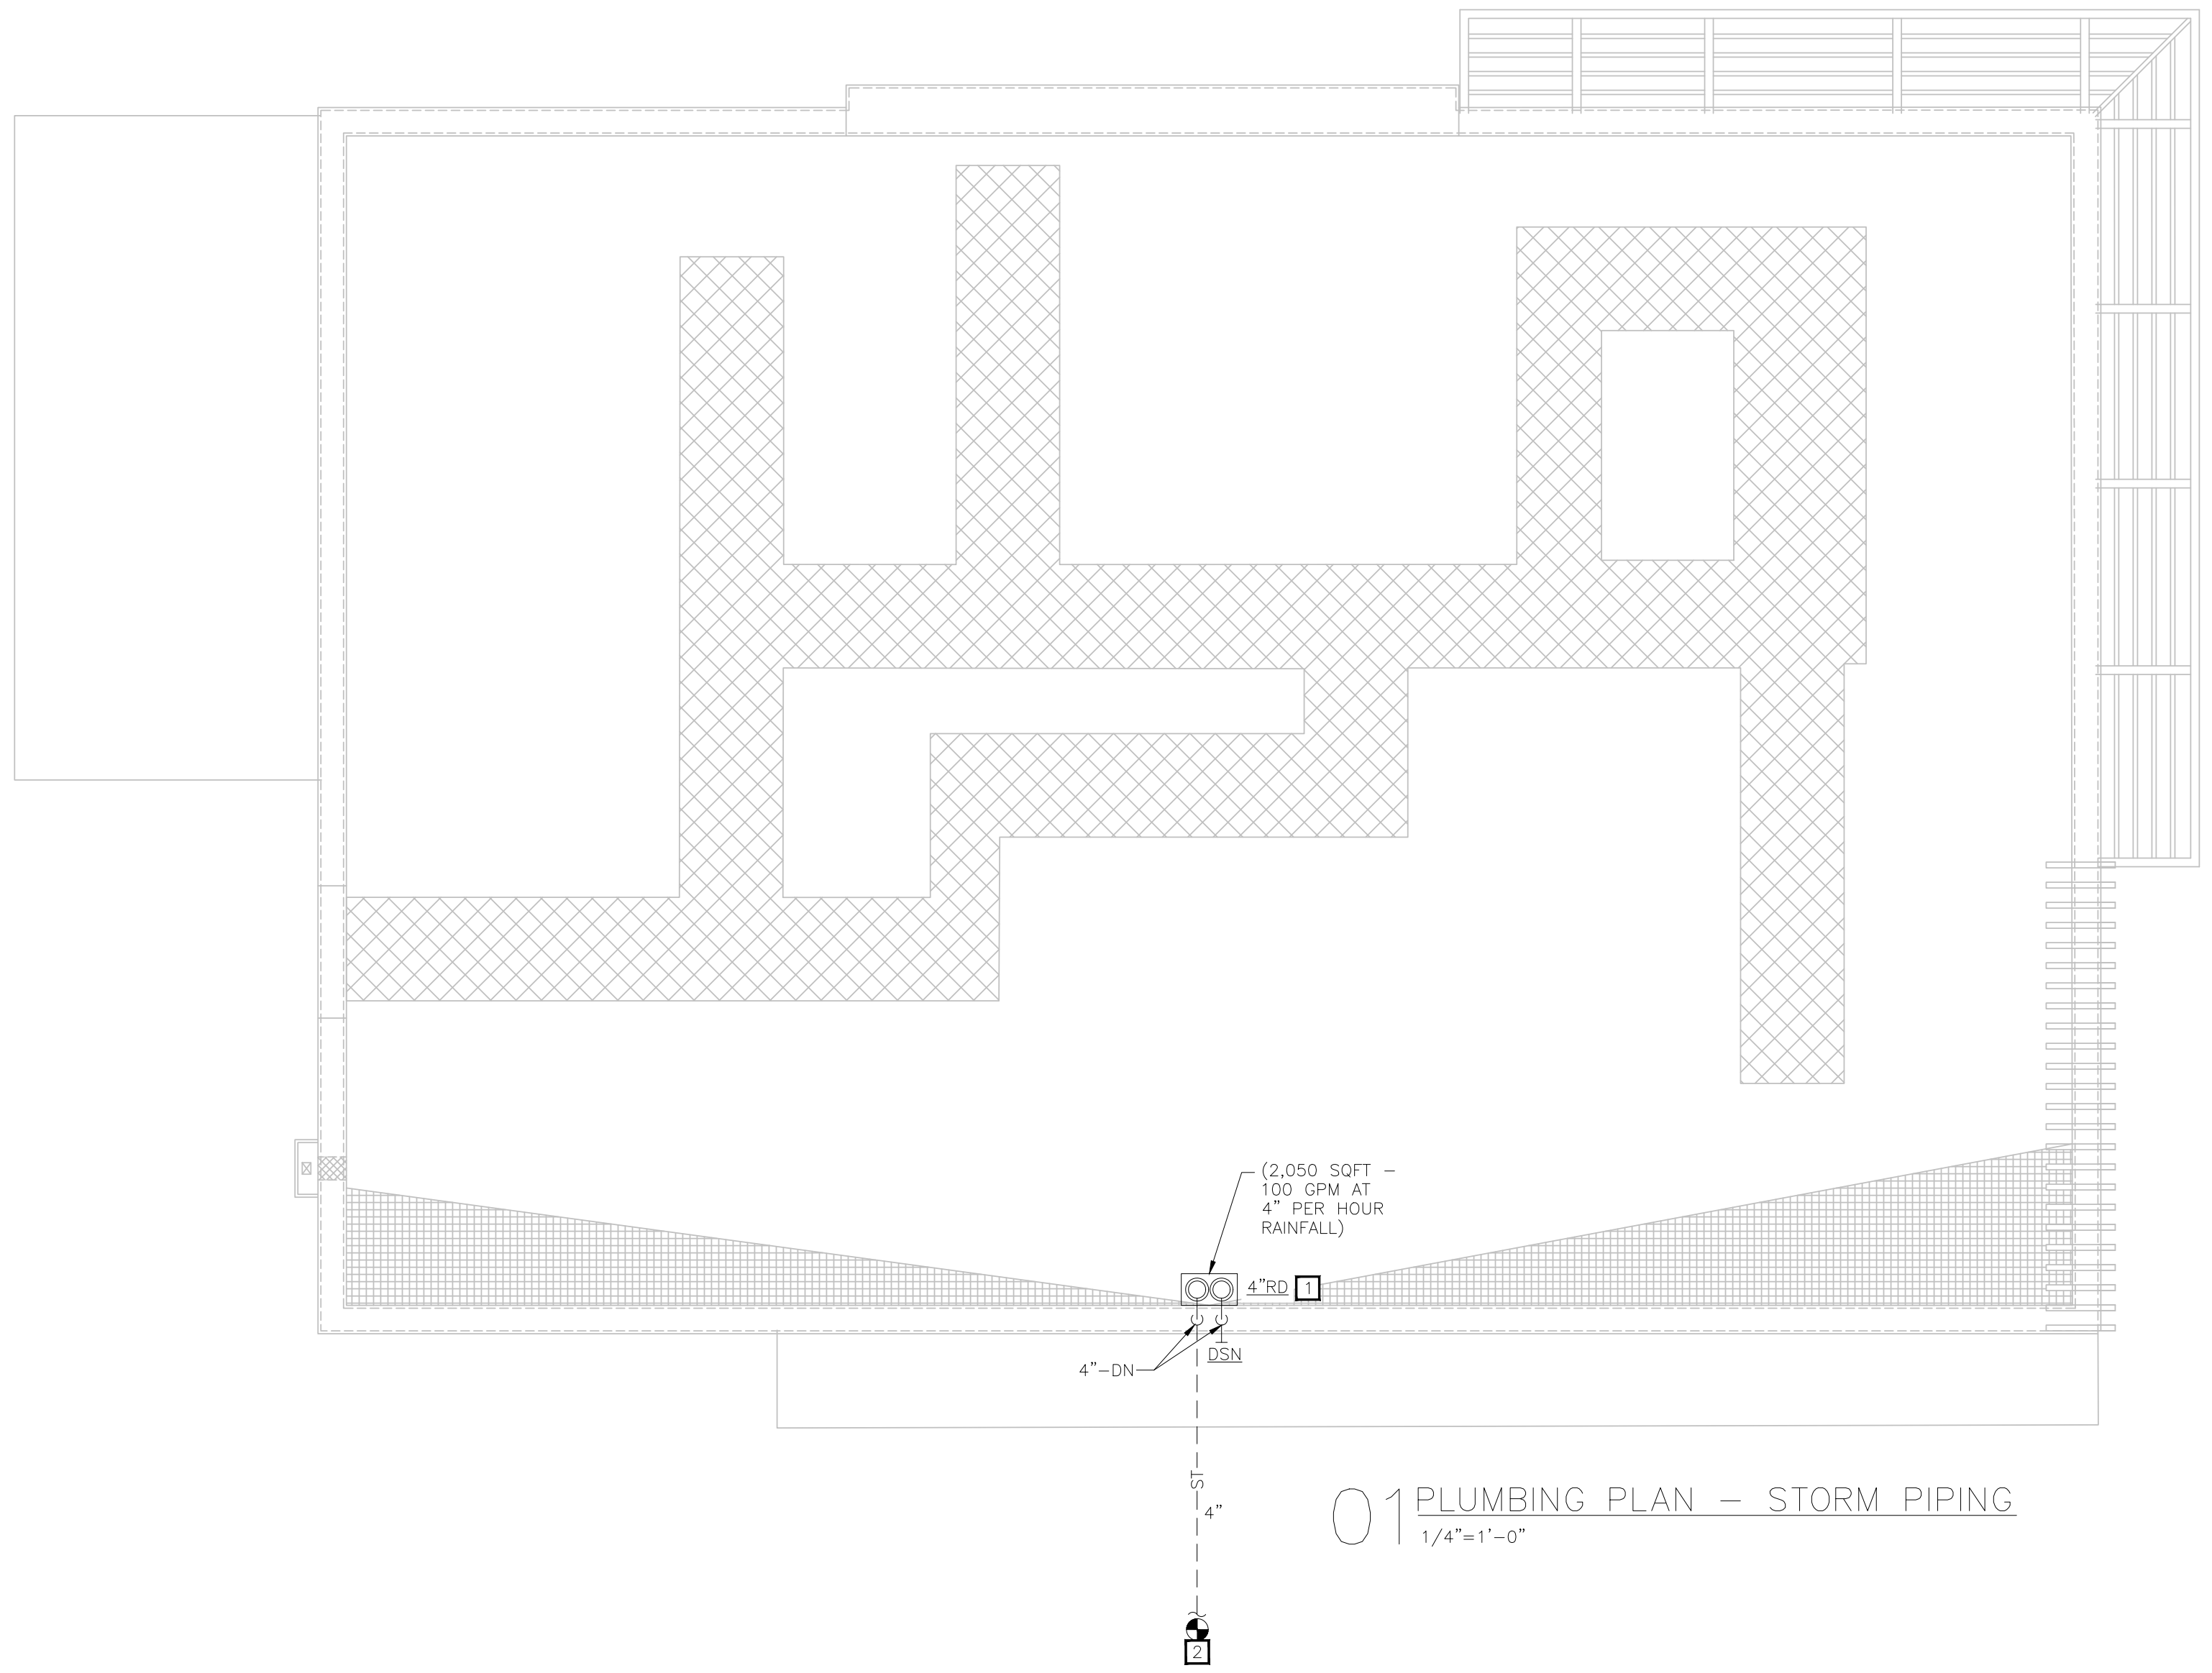 (2,050 SQFT -
100 GPM AT
4" PER HOUR
RAINFALL)
4"RD
1
DSN
4"-DN
ST
4"
01
PLUMBING PLAN - STORM PIPING
1/4"=1'-0"
2